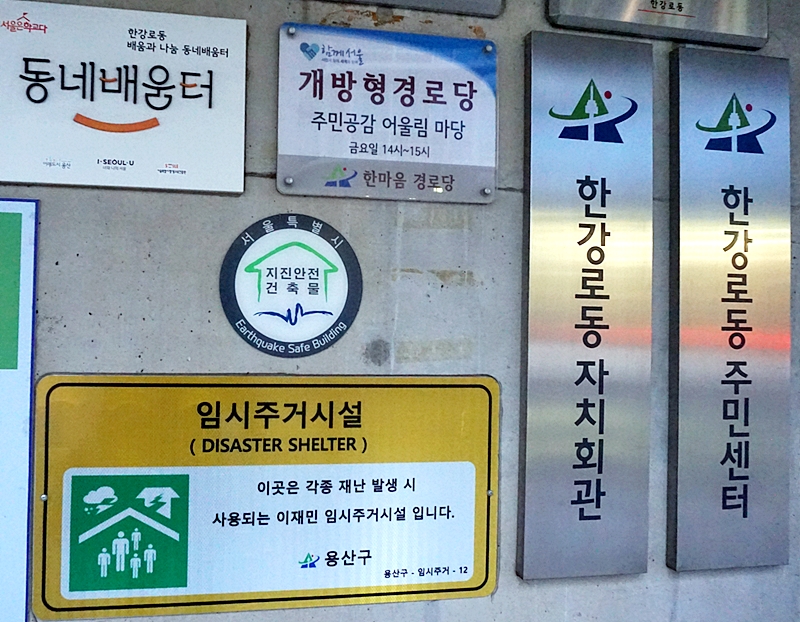 서울은학교다
한강로동
배움과 나눔 동네배움터
동네배움터
I·SEOUL·U
함께서울
개방형경로당
주민공감 어울림 마당
금요일 14시~15시
한마음 경로당
한강로동
서울특별시
지진안전
건축물
Earthquake Safe Building
임시주거시설
( DISASTER SHELTER )
이곳은 각종 재난 발생 시
사용되는 이재민 임시주거시설 입니다.
용산구
용산구 - 임시주거 - 12
한강로동 자치회관
한강로동 주민센터